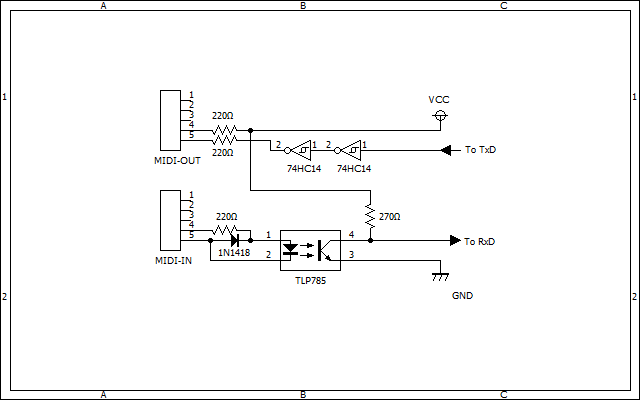 A B C
1 1
VCC
1
2
3
4 220Ω
5
220Ω
2 1 2 1 To TxD
MIDI-OUT 74HC14 74HC14
1
2
3
4 220Ω 270Ω
5 1 4 To RxD
1N1418 2 3
MIDI-IN
TLP785
GND
2 2
A B C